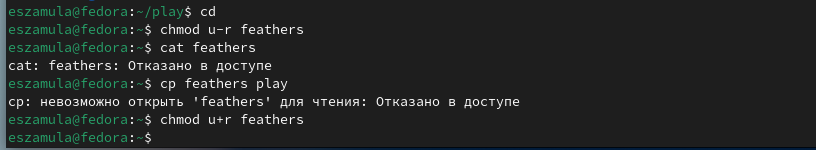 eszamula@fedora:~/play$ cd
eszamula@fedora:~$ chmod u-r feathers
eszamula@fedora:~$ cat feathers
cat: feathers: Отказано в доступе
eszamula@fedora:~$ cp feathers play
cp: невозможно открыть 'feathers' для чтения: Отказано в доступе
eszamula@fedora:~$ chmod u+r feathers
eszamula@fedora:~$